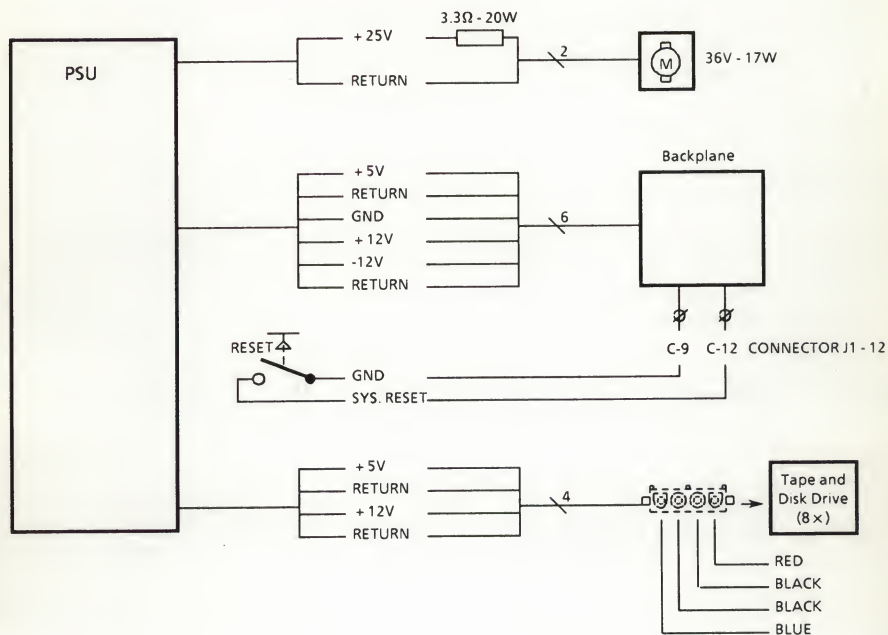 3.3Ω - 20W
+ 25V
2
M
36V - 17W
PSU
RETURN
Backplane
+ 5V
RETURN
GND
6
+ 12V
-12V
RETURN
RESET
C-9 C-12 CONNECTOR J1 - 12
GND
SYS. RESET
+ 5V
RETURN
4
+ 12V
RETURN
Tape and
Disk Drive
(8×)
RED
BLACK
BLACK
BLUE